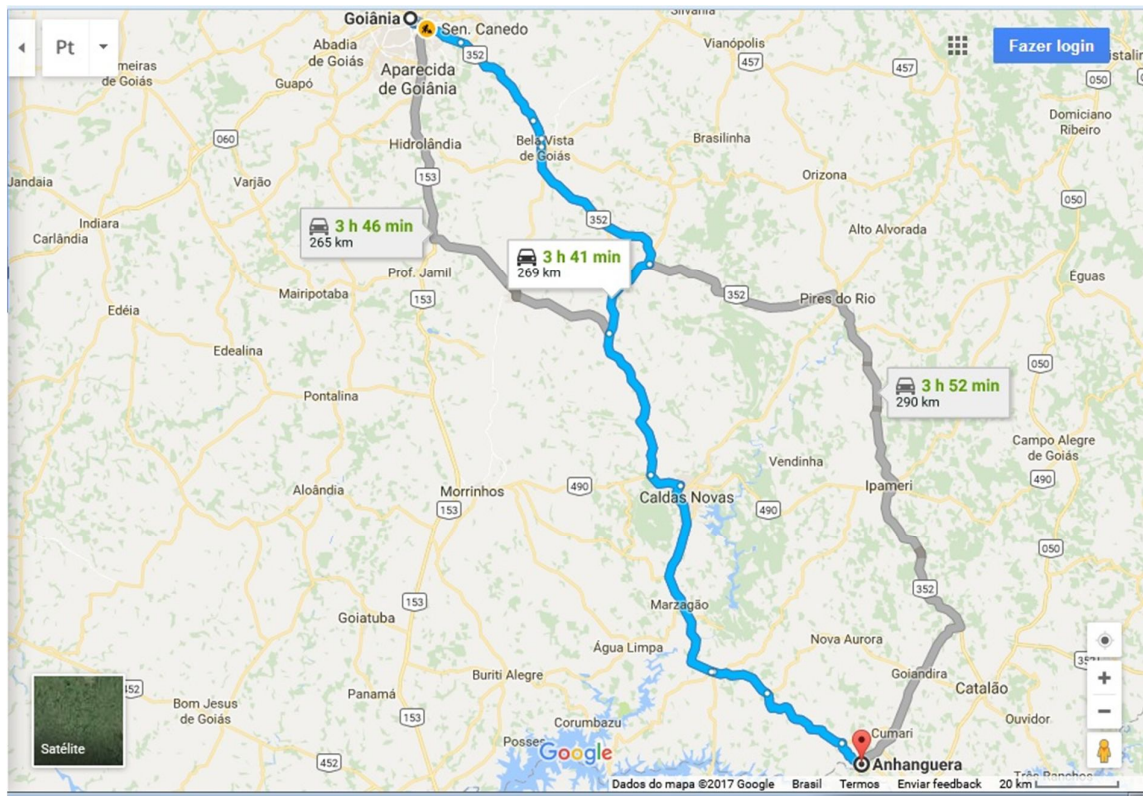 Goiânia
Sen. Canedo
Silvânia
Pt
Abadia
de Goiás
352
Vianópolis
Fazer login
meiras
de Goiás
Guapó
Aparecida
de Goiânia
457
457
050
Domiciano
Ribeiro
060
Hidrolândia
Bela Vista
de Goiás
Brasilinha
Jandaia
Varjão
153
Orizona
050
Indiara
Carlândia
3 h 46 min
265 km
352
Alto Alvorada
3 h 41 min
269 km
Prof. Jamil
Eguas
Mairipotaba
153
352
Pires do Rio
Edéia
Edealina
050
3 h 52 min
290 km
Pontalina
Campo Alegre
de Goiás
Vendinha
Aloândia
Morrinhos
490
Caldas Novas
490
Ipameri
490
153
050
352
153
Marzagão
Goiatuba
Nova Aurora
Água Limpa
352
Buriti Alegre
Goiandira
452
Panamá
Catalão
Bom Jesus
de Goiás
153
Corumbazu
Ouvidor
Cumari
Posses
Google
Satélite
452
Anhanguera
Três Ranchos
Dados do mapa ©2017 Google
Brasil
Termos
Enviar feedback
20 km